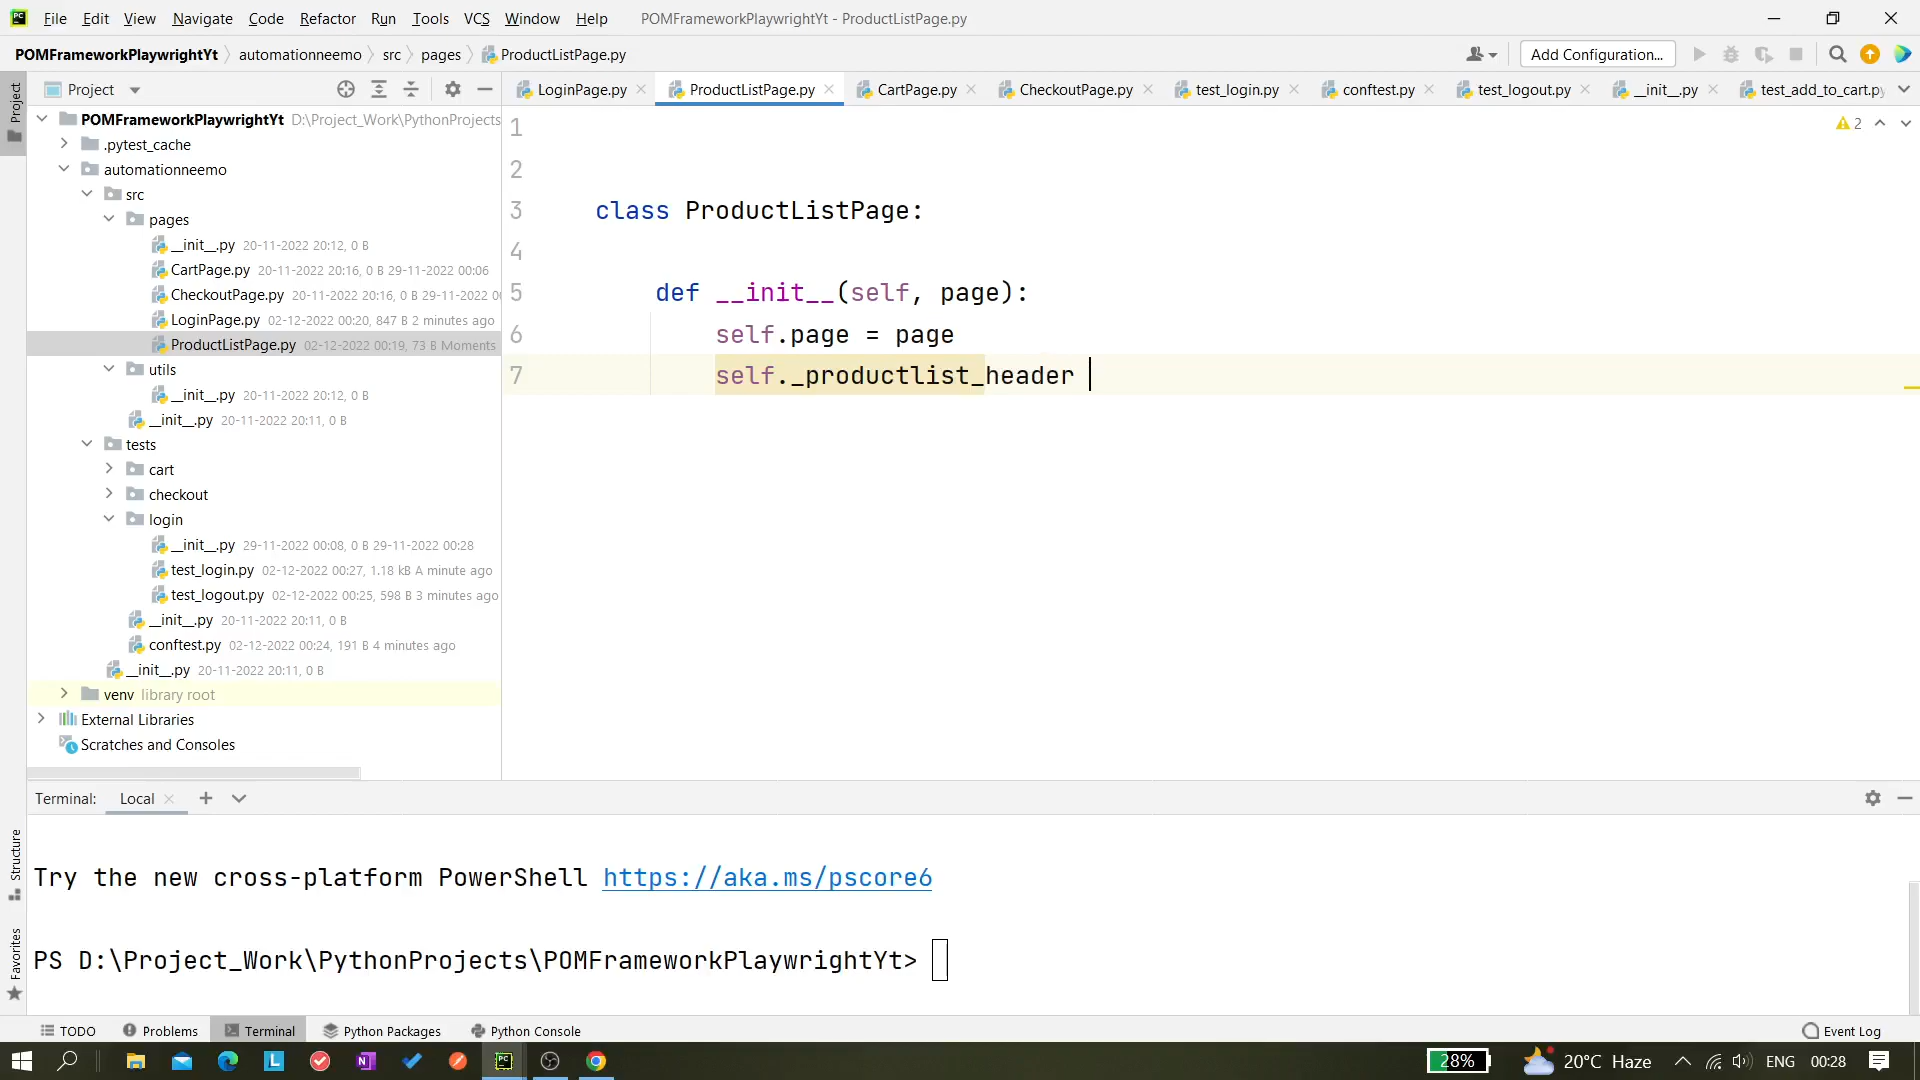 File Edit View Navigate Code Refactor Run Tools VCS Window Help POMFrameworkPlaywrightYt - ProductListPage.py
POMFrameworkPlaywrightYt automationneemo src pages ProductListPage.py Add Configuration...
Project
Project
LoginPage.py ProductListPage.py CartPage.py CheckoutPage.py test_login.py conftest.py test_logout.py __init__.py test_add_to_cart.py
POMFrameworkPlaywrightYt D:\Project_Work\PythonProjects
.pytest_cache
automationneemo
src
pages
__init__.py 20-11-2022 20:12, 0 B
CartPage.py 20-11-2022 20:16, 0 B 29-11-2022 00:06
CheckoutPage.py 20-11-2022 20:16, 0 B 29-11-2022 0
LoginPage.py 02-12-2022 00:20, 847 B 2 minutes ago
ProductListPage.py 02-12-2022 00:19, 73 B Moments
utils
__init__.py 20-11-2022 20:12, 0 B
__init__.py 20-11-2022 20:11, 0 B
tests
cart
checkout
login
__init__.py 29-11-2022 00:08, 0 B 29-11-2022 00:28
test_login.py 02-12-2022 00:27, 1.18 kB A minute ago
test_logout.py 02-12-2022 00:25, 598 B 3 minutes ago
__init__.py 20-11-2022 20:11, 0 B
conftest.py 02-12-2022 00:24, 191 B 4 minutes ago
__init__.py 20-11-2022 20:11, 0 B
venv library root
External Libraries
Scratches and Consoles
2
1
2
3 class ProductListPage:
4
5 def __init__(self, page):
6 self.page = page
7 self._productlist_header
Structure
Favorites
Terminal: Local
Try the new cross-platform PowerShell https://aka.ms/pscore6
PS D:\Project_Work\PythonProjects\POMFrameworkPlaywrightYt>
TODO Problems Terminal Python Packages Python Console Event Log
28% 20°C Haze ENG 00:28